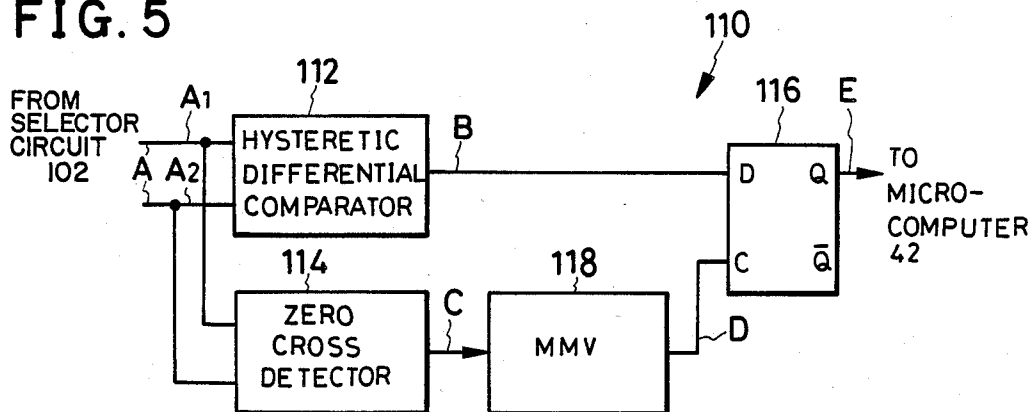 FIG. 5
110
FROM
SELECTOR
CIRCUIT
102
A1
A
A2
112
HYSTERETIC
DIFFERENTIAL
COMPARATOR
B
116
D Q
C Q̅
E
TO
MICRO-
COMPUTER
42
114
ZERO
CROSS
DETECTOR
C
118
MMV
D